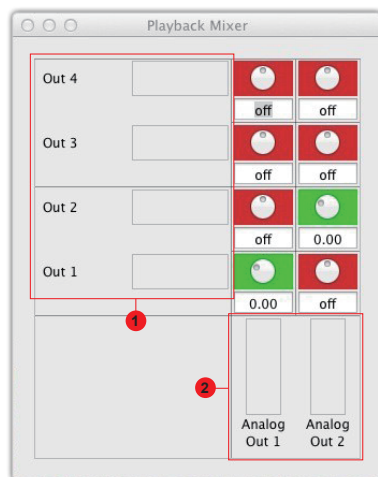 Playback Mixer
Out 4
off off
Out 3
off off
Out 2
off 0.00
Out 1
0.00 off
1
2
Analog Out 1
Analog Out 2